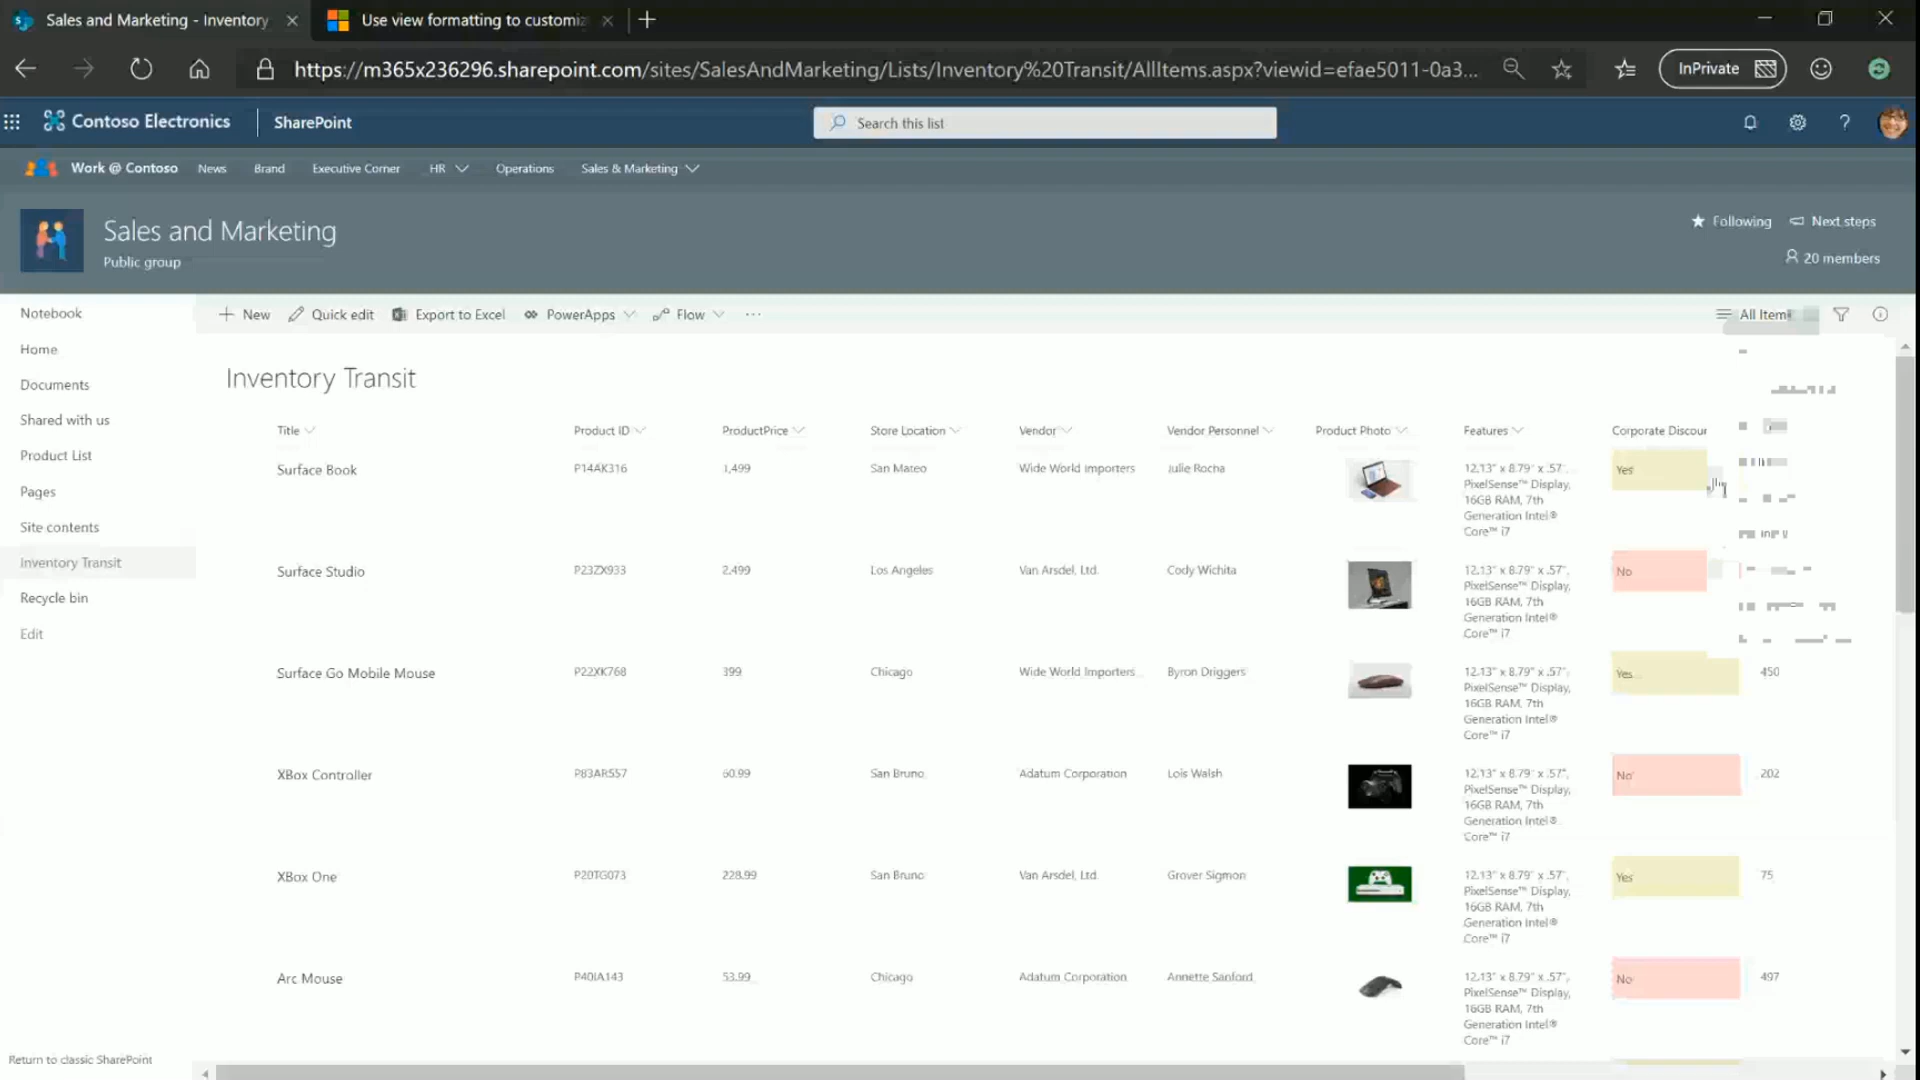 Sales and Marketing - Inventory
Use view formatting to customi
https://m365x236296.sharepoint.com/sites/SalesAndMarketing/Lists/Inventory%20Transit/AllItems.aspx?viewid=efae5011-0a3...
InPrivate
Contoso Electronics
SharePoint
Search this list
Work @ Contoso
News
Brand
Executive Corner
HR
Operations
Sales & Marketing
Sales and Marketing
Public group
Following
Next steps
20 members
Notebook
Home
Documents
Shared with us
Product List
Pages
Site contents
Inventory Transit
Recycle bin
Edit
Return to classic SharePoint
New
Quick edit
Export to Excel
PowerApps
Flow
...
All Item
Inventory Transit
Title
Product ID
ProductPrice
Store Location
Vendor
Vendor Personnel
Product Photo
Features
Corporate Discour
Surface Book
P14AK316
1,499
San Mateo
Wide World Importers
Julie Rocha
12.13" x 8.79" x .57",
PixelSense™ Display,
16GB RAM, 7th
Generation Intel®
Core™ i7
Yes
Surface Studio
P23ZX933
2,499
Los Angeles
Van Arsdel, Ltd.
Cody Wichita
12.13" x 8.79" x .57",
PixelSense™ Display,
16GB RAM, 7th
Generation Intel®
Core™ i7
No
Surface Go Mobile Mouse
P22XK768
399
Chicago
Wide World Importers
Byron Driggers
12.13" x 8.79" x .57",
PixelSense™ Display,
16GB RAM, 7th
Generation Intel®
Core™ i7
Yes
450
XBox Controller
P83AR557
60.99
San Bruno
Adatum Corporation
Lois Walsh
12.13" x 8.79" x .57",
PixelSense™ Display,
16GB RAM, 7th
Generation Intel®
Core™ i7
No
202
XBox One
P20TG073
228.99
San Bruno
Van Arsdel, Ltd.
Grover Sigmon
12.13" x 8.79" x .57",
PixelSense™ Display,
16GB RAM, 7th
Generation Intel®
Core™ i7
Yes
75
Arc Mouse
P40IA143
53.99
Chicago
Adatum Corporation
Annette Sanford
12.13" x 8.79" x .57",
PixelSense™ Display,
16GB RAM, 7th
Generation Intel®
Core™ i7
No
497